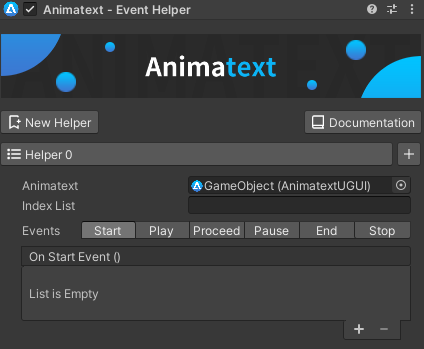 Animatext - Event Helper
Animatext
New Helper
Documentation
Helper 0
Animatext
GameObject (AnimatextUGUI)
Index List
Events
Start
Play
Proceed
Pause
End
Stop
On Start Event ()
List is Empty